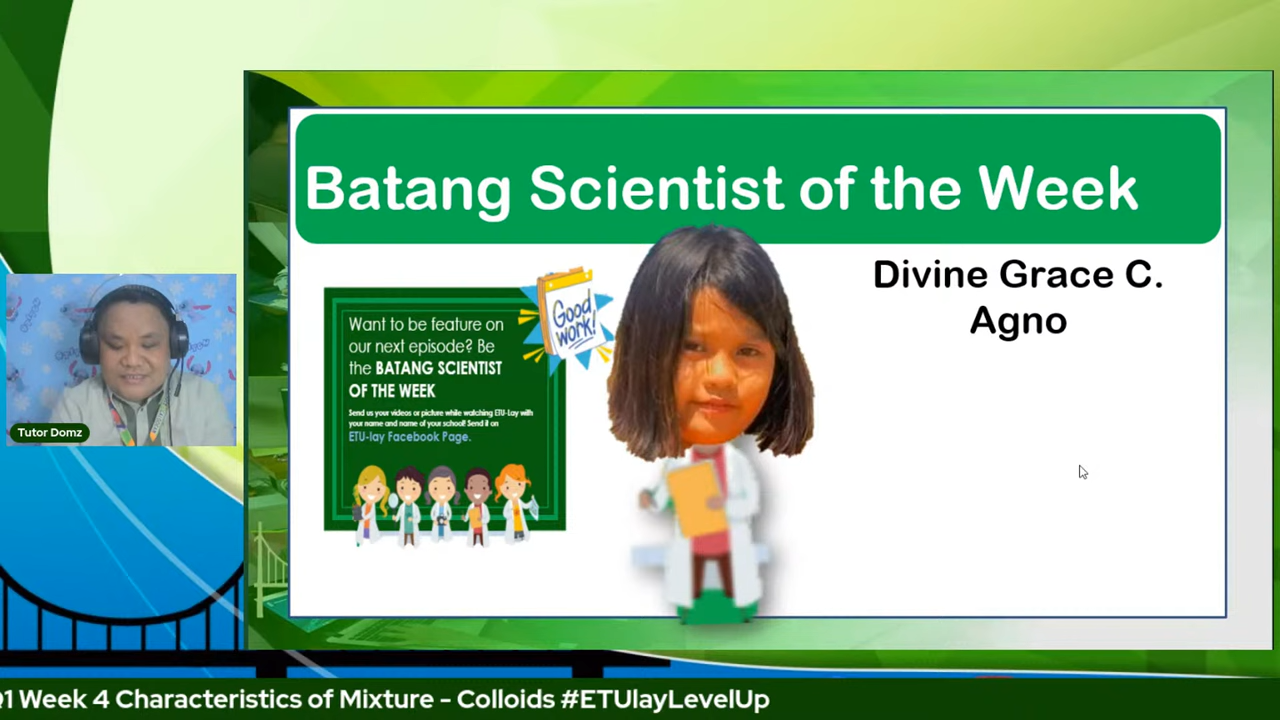 Batang Scientist of the Week
Divine Grace C.
Agno
Good
work!
Want to be feature on
our next episode? Be
the BATANG SCIENTIST
OF THE WEEK
Send us your videos or picture while watching ETU-Lay with
your name and name of your school! Send it on
ETU-lay Facebook Page.
Tutor Domz
Q1 Week 4 Characteristics of Mixture - Colloids #ETUlayLevelUp